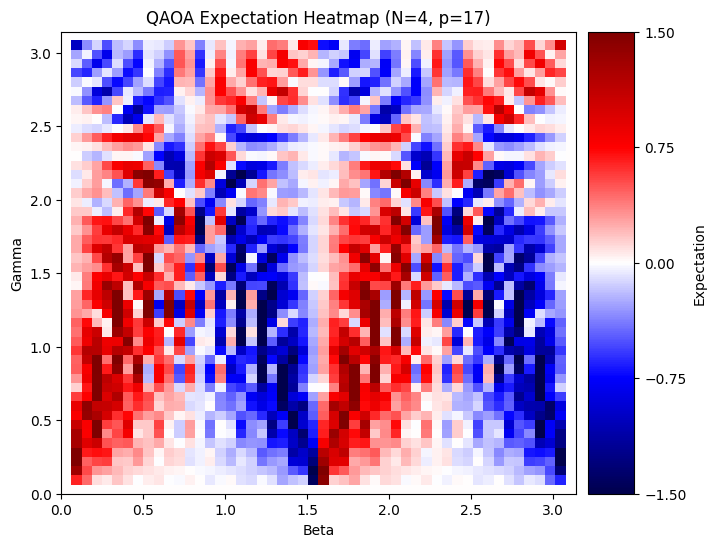 QAOA Expectation Heatmap (N=4, p=17)
3.0
2.5
2.0
1.5
1.0
0.5
0.0
Gamma
0.0 0.5 1.0 1.5 2.0 2.5 3.0
Beta
1.50
0.75
0.00
−0.75
−1.50
Expectation